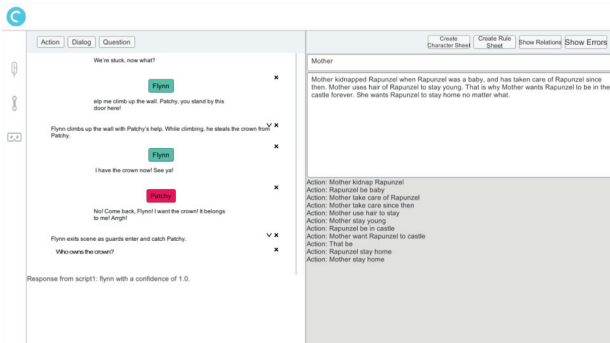 Action Dialog Question
We're stuck, now what?
Flynn
elp me climb up the wall. Patchy, you stand by this
door here!
Flynn climbs up the wall with Patchy's help. While climbing, he steals the crown from
Patchy.
Flynn
I have the crown now! See ya!
Patchy
No! Come back, Flynn! I want the crown! It belongs
to me! Arrgh!
Flynn exits scene as guards enter and catch Patchy.
Who owns the crown?
Response from script1: flynn with a confidence of 1.0.
Create Character Sheet
Create Rule Sheet
Show Relations
Show Errors
Mother
Mother kidnapped Rapunzel when Rapunzel was a baby, and has taken care of Rapunzel since
then. Mother uses hair of Rapunzel to stay young. That is why Mother wants Rapunzel to be in the
castle forever. She wants Rapunzel to stay home no matter what.
Action: Mother kidnap Rapunzel
Action: Rapunzel be baby
Action: Mother take care of Rapunzel
Action: Mother take care since then
Action: Mother use hair to stay
Action: Mother stay young
Action: Rapunzel be in castle
Action: Mother want Rapunzel to castle
Action: That be
Action: Rapunzel stay home
Action: Mother stay home